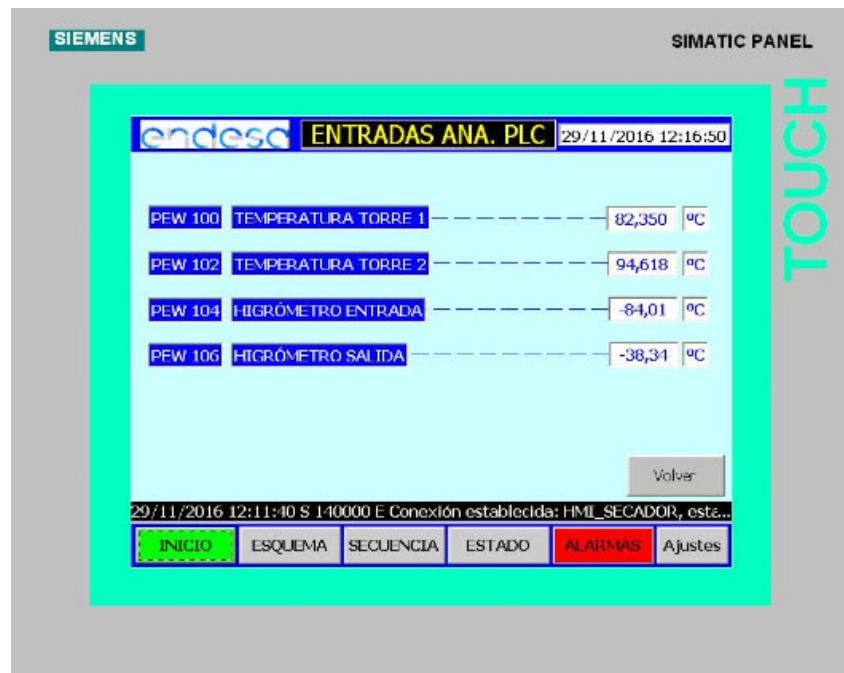 SIEMENS
SIMATIC PANEL
TOUCH
endesa ENTRADAS ANA. PLC 29/11/2016 12:16:50
PEW 100 TEMPERATURA TORRE 1 82,350 ºC
PEW 102 TEMPERATURA TORRE 2 94,618 ºC
PEW 104 HIGRÓMETRO ENTRADA -84,01 ºC
PEW 106 HIGRÓMETRO SALIDA -38,34 ºC
Volver
29/11/2016 12:11:40 S 140000 E Conexión establecida: HMI_SECADOR, esta...
INICIO ESQUEMA SECUENCIA ESTADO ALARMAS Ajustes